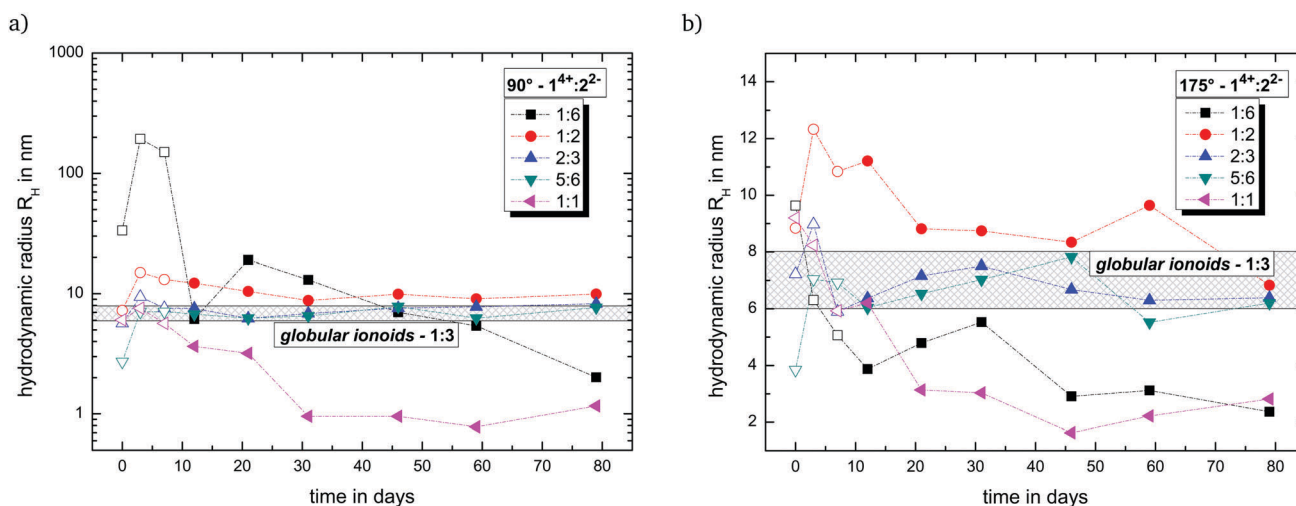 a)
1000
100
10
1
hydrodynamic radius R_H in nm
90° - 1^4+:2^2-
1:6
1:2
2:3
5:6
1:1
globular ionoids - 1:3
0 10 20 30 40 50 60 70 80
time in days
b)
14
12
10
8
6
4
2
hydrodynamic radius R_H in nm
175° - 1^4+:2^2-
1:6
1:2
2:3
5:6
1:1
globular ionoids - 1:3
0 10 20 30 40 50 60 70 80
time in days